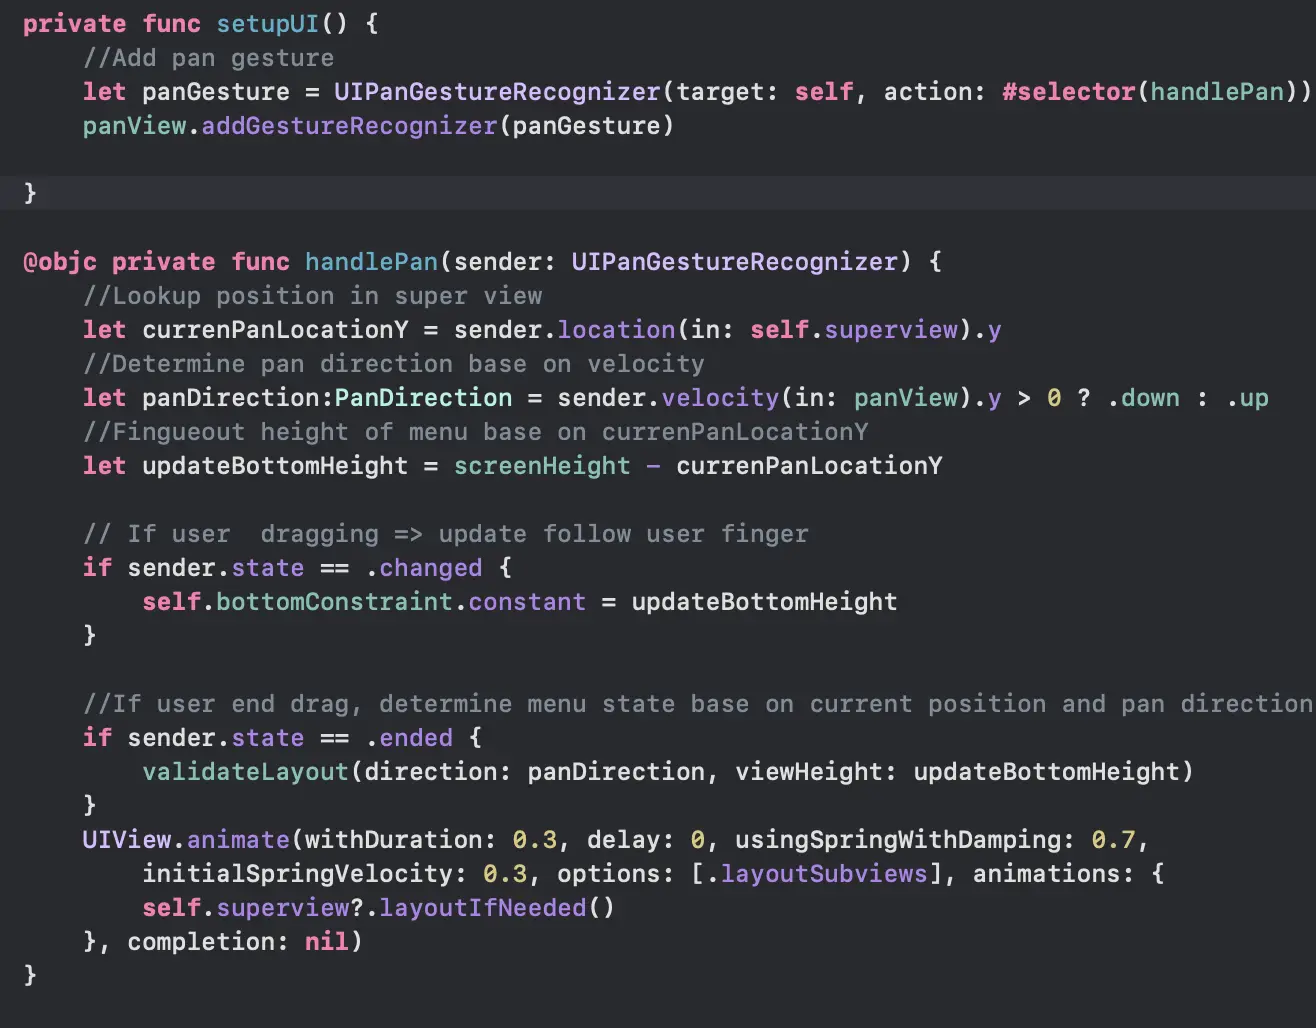 private func setupUI() {
    //Add pan gesture
    let panGesture = UIPanGestureRecognizer(target: self, action: #selector(handlePan))
    panView.addGestureRecognizer(panGesture)
}
@objc private func handlePan(sender: UIPanGestureRecognizer) {
    //Lookup position in super view
    let currenPanLocationY = sender.location(in: self.superview).y
    //Determine pan direction base on velocity
    let panDirection:PanDirection = sender.velocity(in: panView).y > 0 ? .down : .up
    //Fingueout height of menu base on currenPanLocationY
    let updateBottomHeight = screenHeight - currenPanLocationY
    // If user  dragging => update follow user finger
    if sender.state == .changed {
        self.bottomConstraint.constant = updateBottomHeight
    }
    //If user end drag, determine menu state base on current position and pan direction
    if sender.state == .ended {
        validateLayout(direction: panDirection, viewHeight: updateBottomHeight)
    }
    UIView.animate(withDuration: 0.3, delay: 0, usingSpringWithDamping: 0.7,
        initialSpringVelocity: 0.3, options: [.layoutSubviews], animations: {
        self.superview?.layoutIfNeeded()
    }, completion: nil)
}